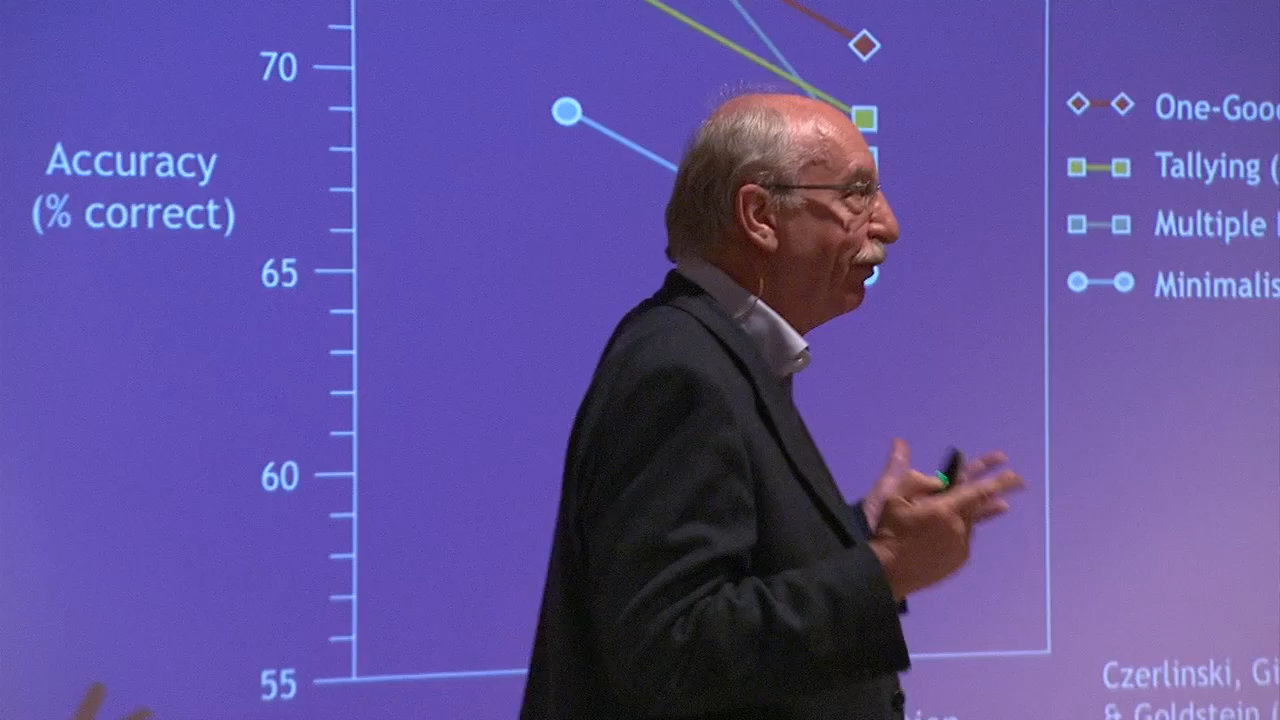 70
65
60
55
Accuracy
(% correct)
One-Goo
Tallying (
Multiple
Minimalis
Czerlinski, Gi
& Goldstein (